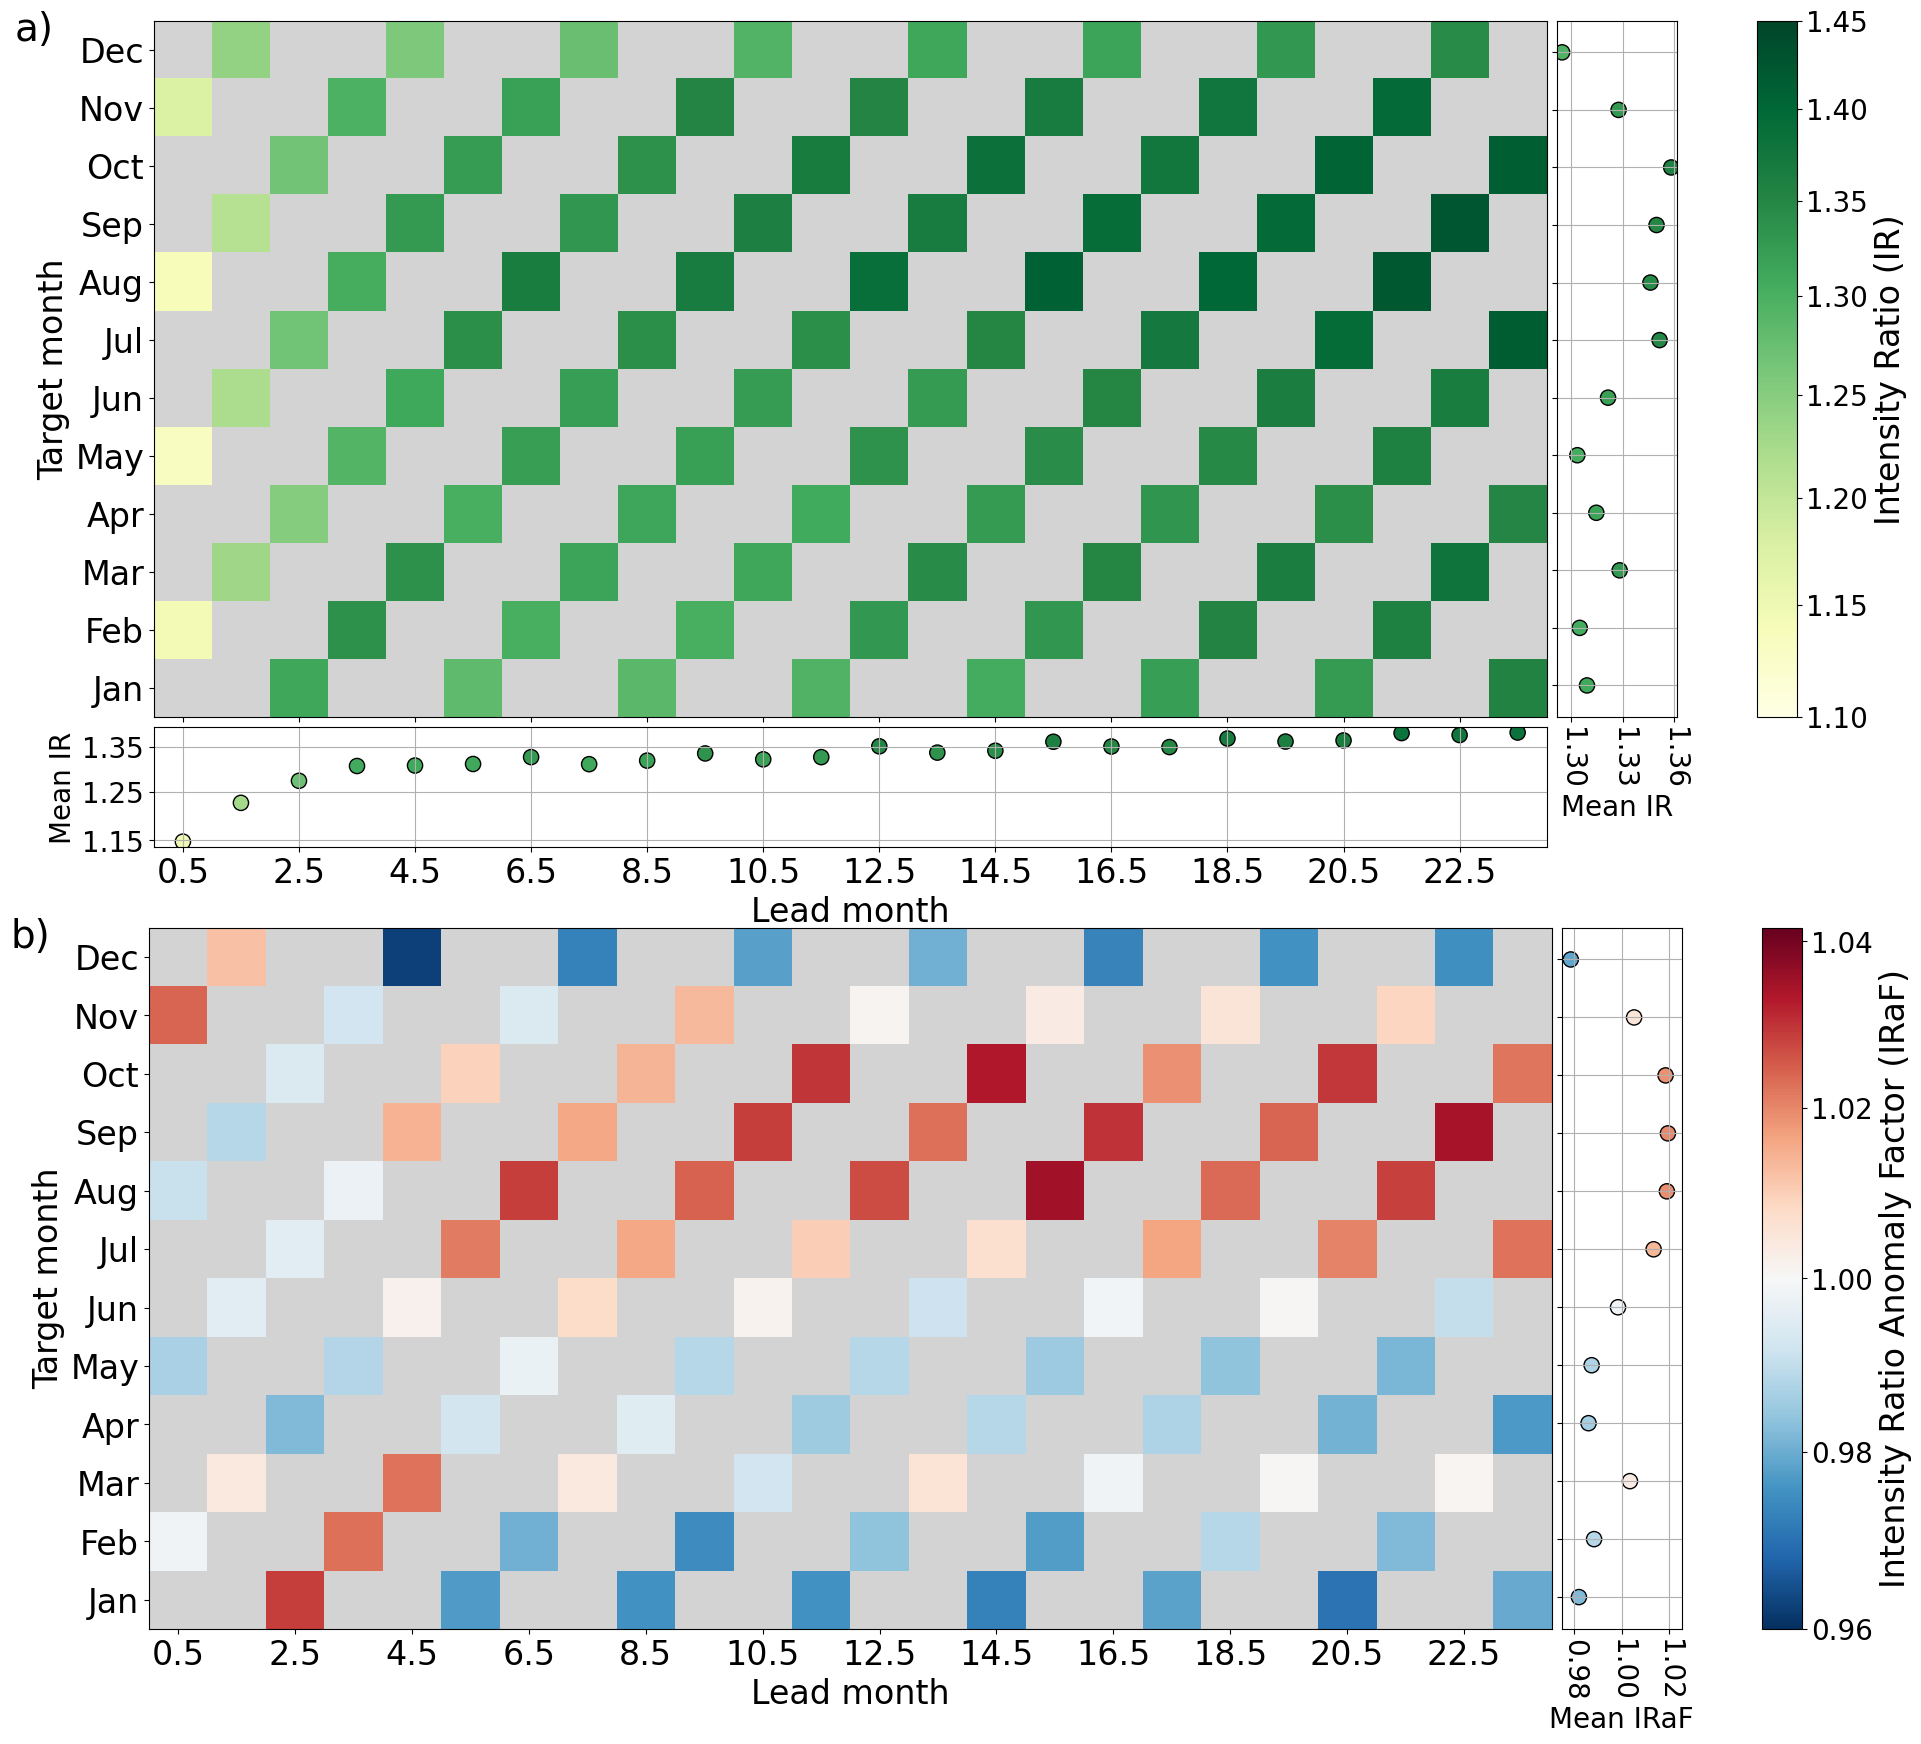 a)
Target month
Dec
Nov
Oct
Sep
Aug
Jul
Jun
May
Apr
Mar
Feb
Jan
Mean IR
1.35
1.25
1.15
0.5 2.5 4.5 6.5 8.5 10.5 12.5 14.5 16.5 18.5 20.5 22.5
Lead month
1.30 1.33 1.36
Mean IR
1.45
1.40
1.35
1.30
1.25
1.20
1.15
1.10
Intensity Ratio (IR)
b)
Target month
Dec
Nov
Oct
Sep
Aug
Jul
Jun
May
Apr
Mar
Feb
Jan
0.5 2.5 4.5 6.5 8.5 10.5 12.5 14.5 16.5 18.5 20.5 22.5
Lead month
0.98 1.00 1.02
Mean IRaF
1.04
1.02
1.00
0.98
0.96
Intensity Ratio Anomaly Factor (IRaF)